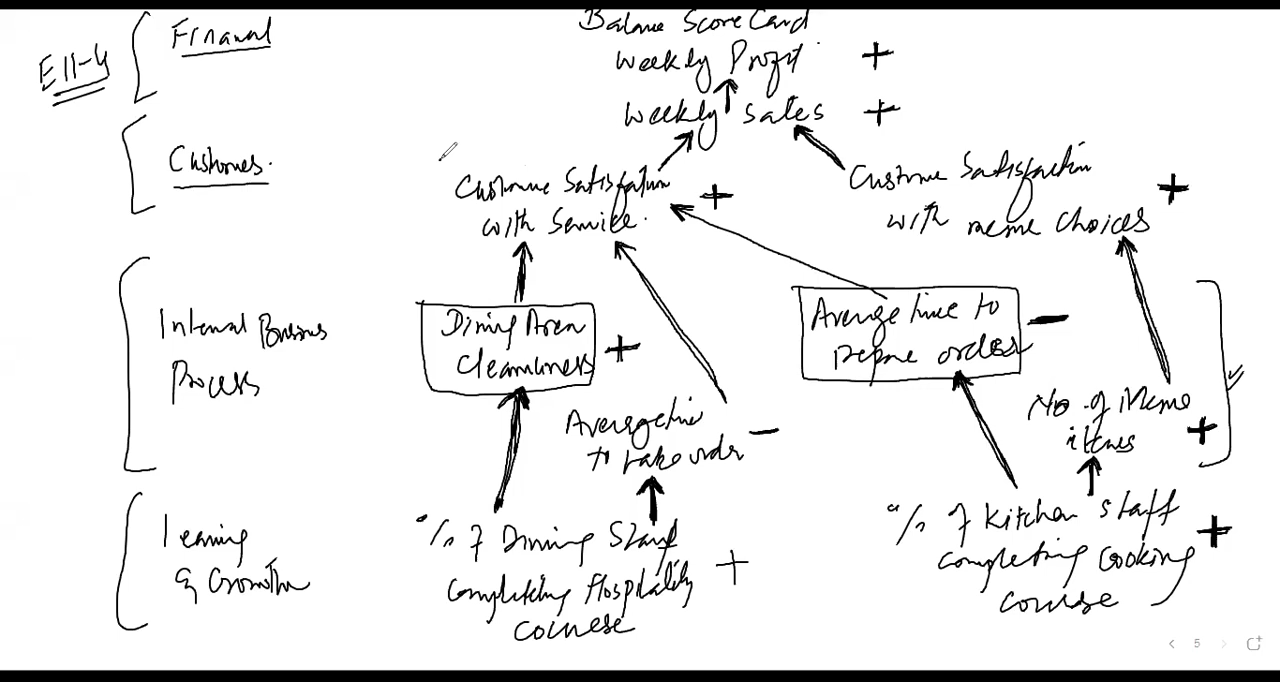 Balance Score Card
E11-4
Financial
Weekly Profit +
Weekly Sales +
Customers.
Customer Satisfaction
with Service. +
Customer Satisfaction
with menu choices +
Internal Business
Process
Dining Area
Cleanliness +
Average time to
prepare orders −
Average time
to take order −
No. of Menu
items +
Learning
& Growth
% of Dining Staff
completing Hospitality
course +
% of Kitchen Staff
completing Cooking
course +
5